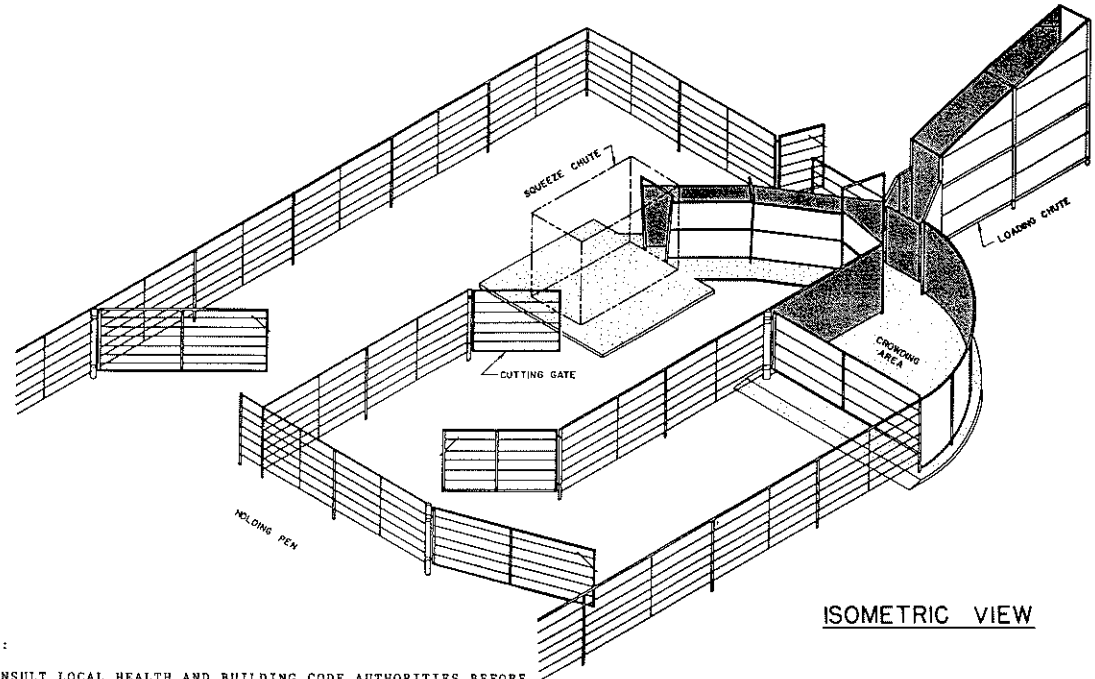 SQUEEZE CHUTE
LOADING CHUTE
CROWDING
AREA
CUTTING GATE
HOLDING PEN
ISOMETRIC VIEW
:
NSULT LOCAL HEALTH AND BUILDING CODE AUTHORITIES BEFORE